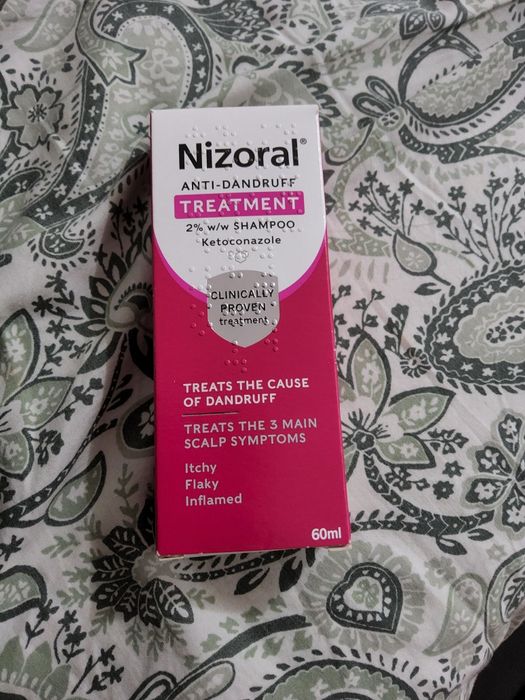 Nizoral®
ANTI-DANDRUFF
TREATMENT
2% w/w SHAMPOO
Ketoconazole
CLINICALLY
PROVEN
treatment
TREATS THE CAUSE
OF DANDRUFF
TREATS THE 3 MAIN
SCALP SYMPTOMS
Itchy
Flaky
Inflamed
60ml